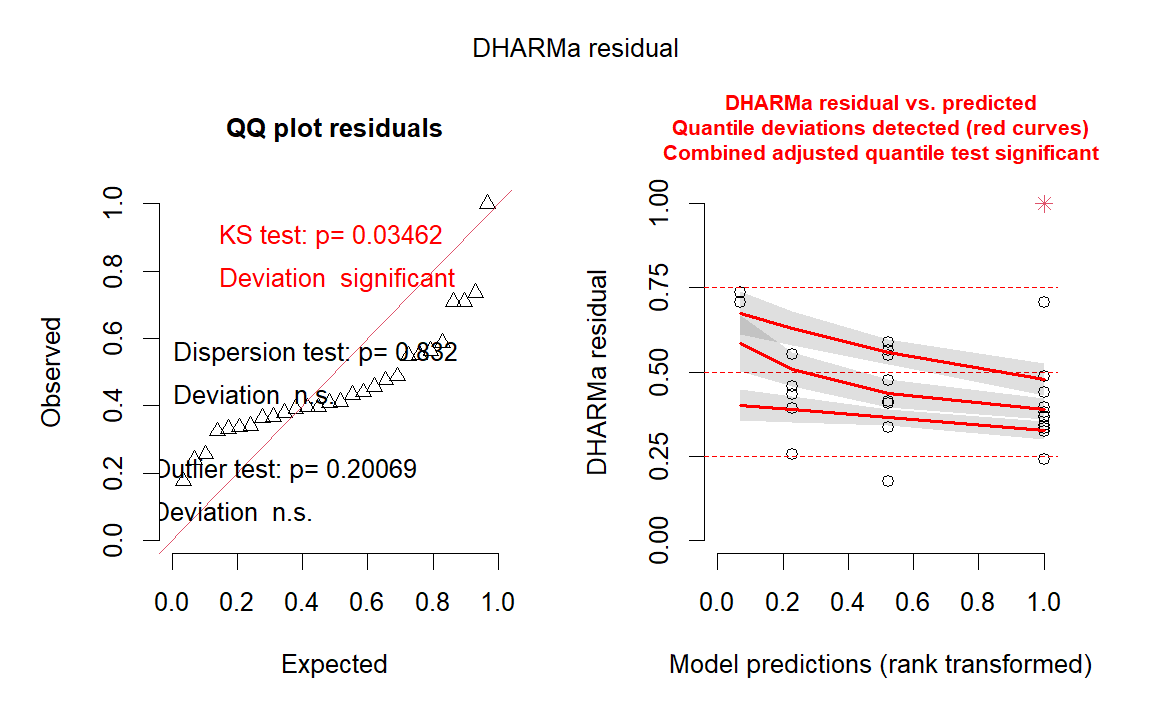 DHARMa residual
QQ plot residuals
KS test: p= 0.03462
Deviation  significant
Dispersion test: p= 0.832
Deviation  n.s.
Outlier test: p= 0.20069
Deviation  n.s.
Observed
0.0 0.2 0.4 0.6 0.8 1.0
0.0 0.2 0.4 0.6 0.8 1.0
Expected
DHARMa residual vs. predicted
Quantile deviations detected (red curves)
Combined adjusted quantile test significant
DHARMa residual
0.00 0.25 0.50 0.75 1.00
0.0 0.2 0.4 0.6 0.8 1.0
Model predictions (rank transformed)